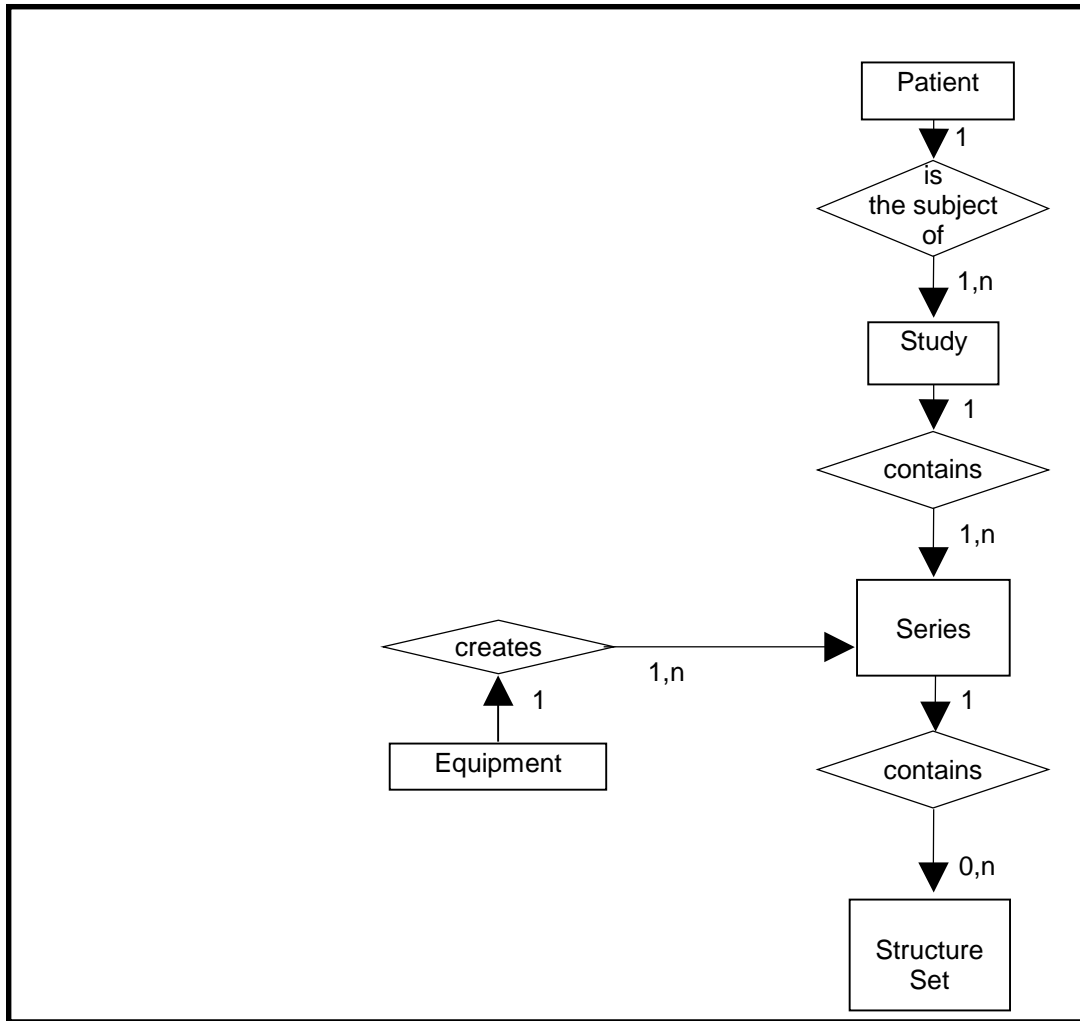 Patient
1
is
the subject
of
1,n
Study
1
contains
1,n
Series
creates
1,n
1
1
Equipment
contains
0,n
Structure
Set